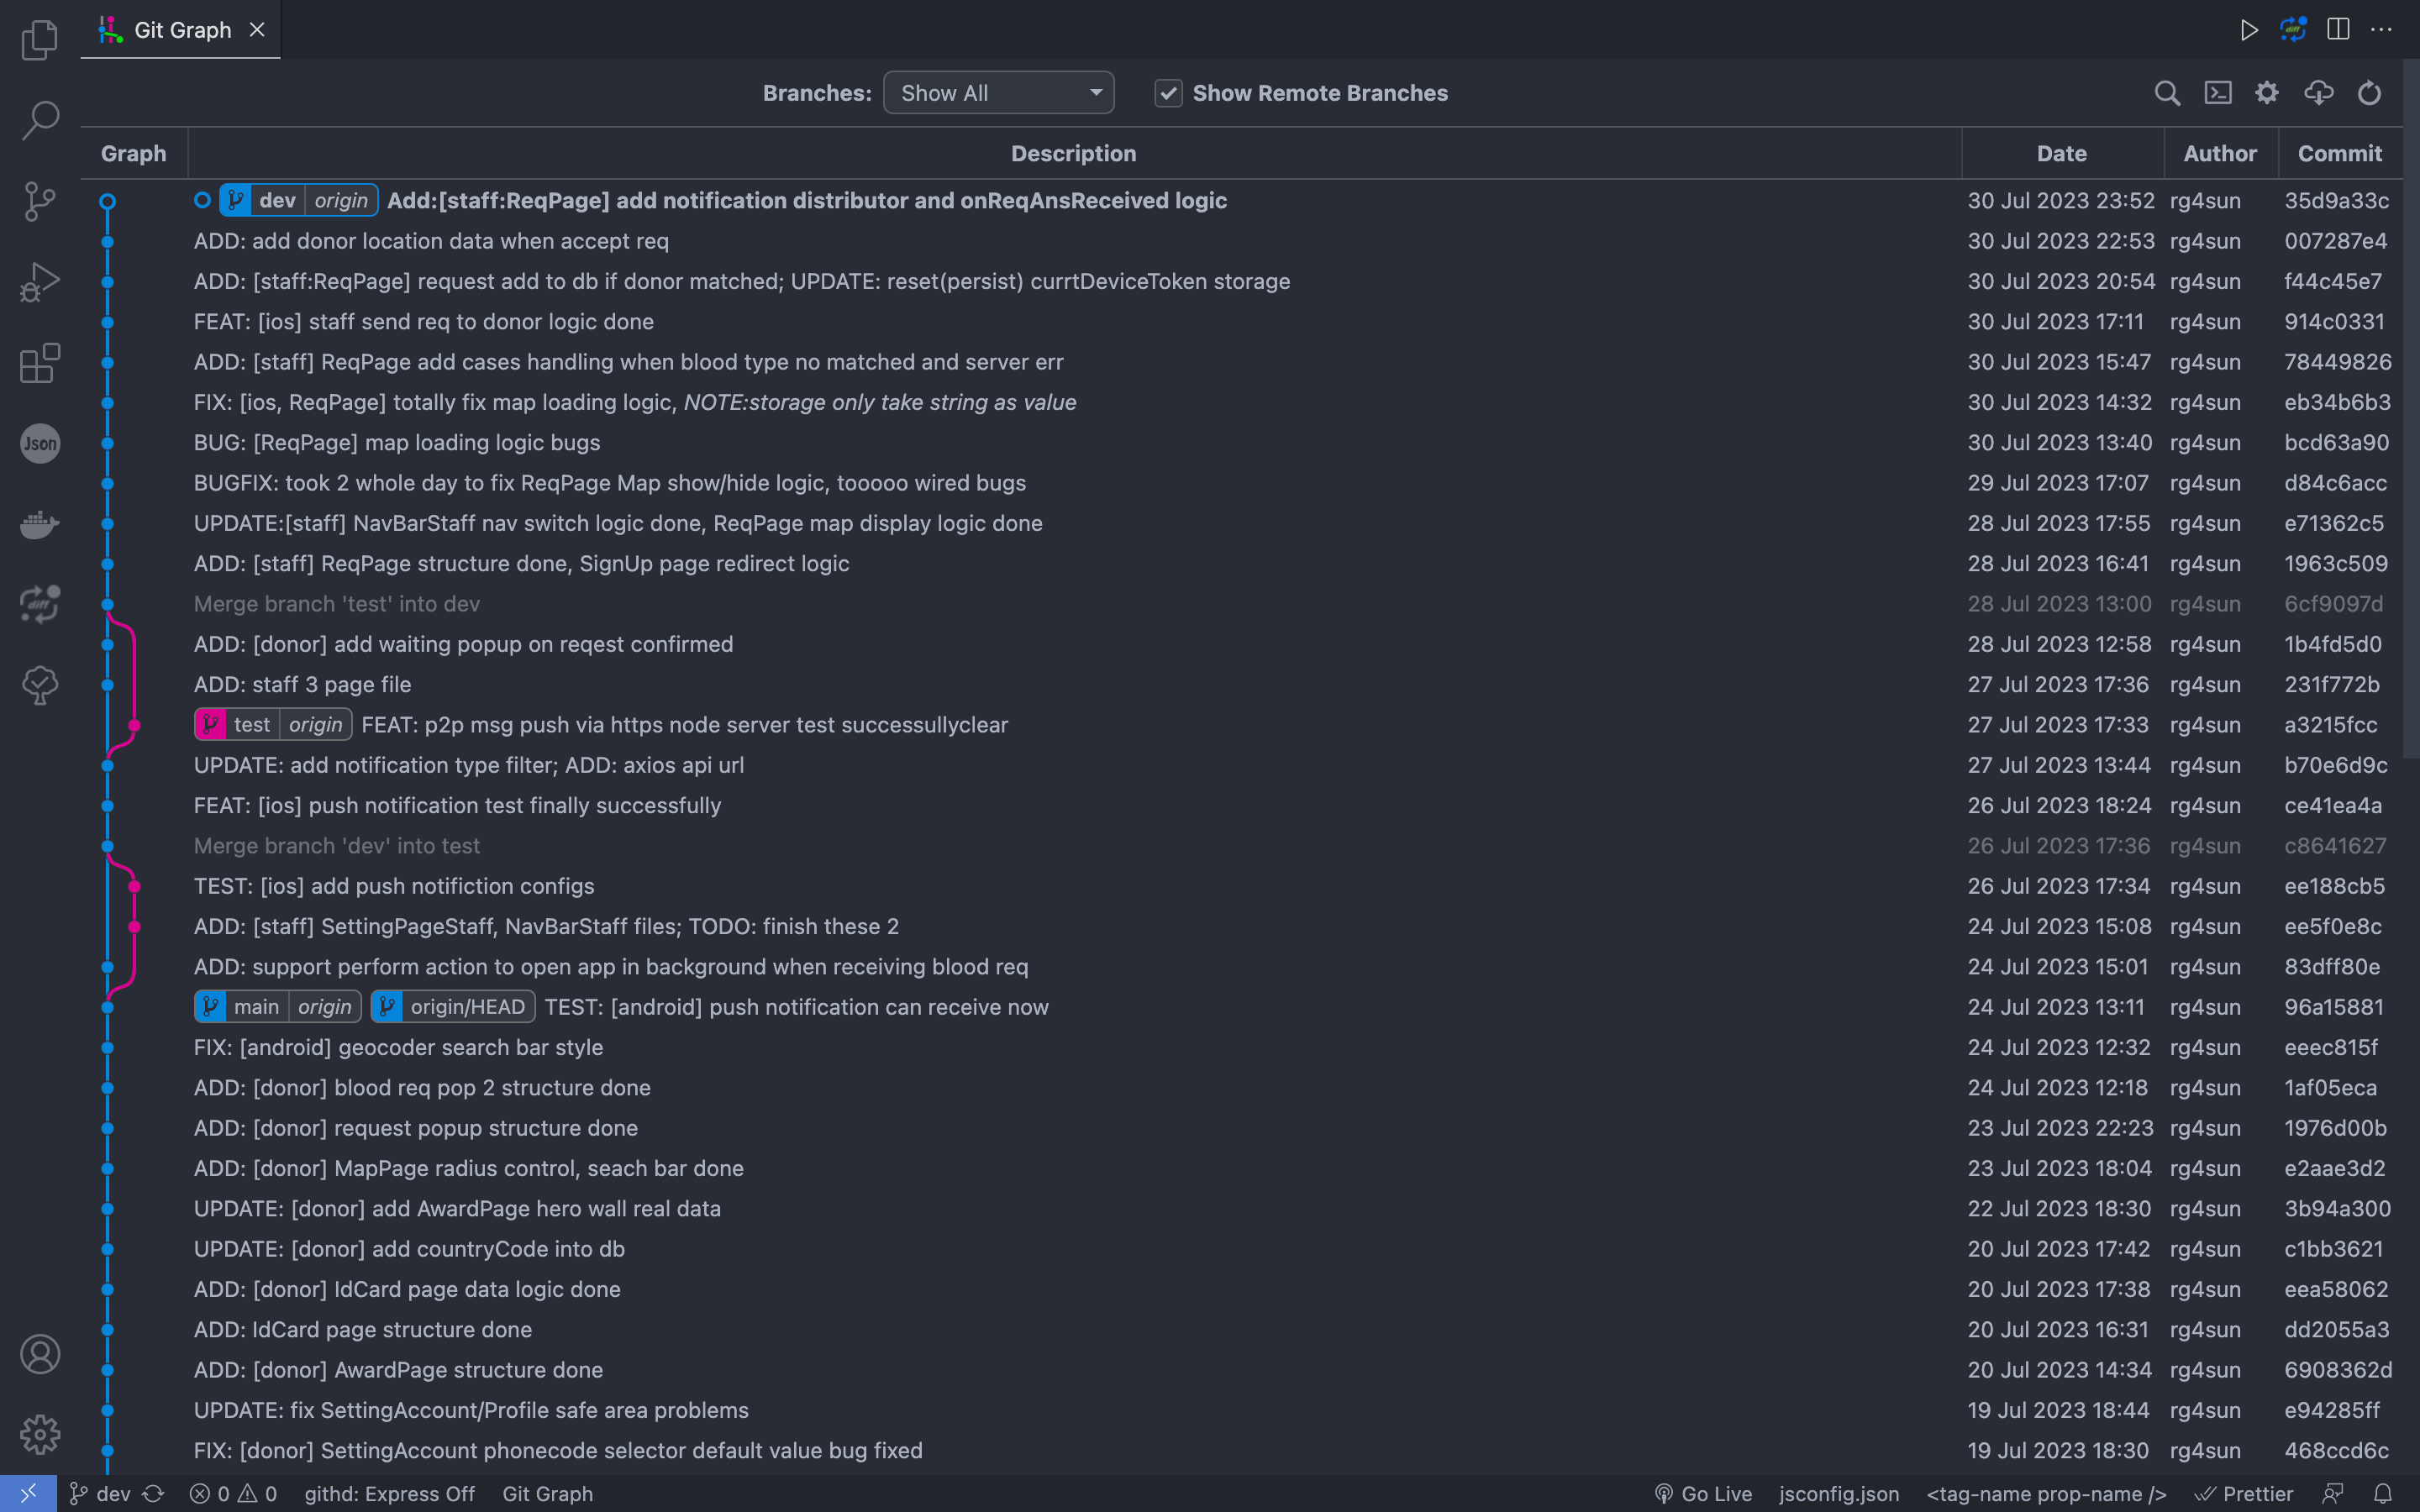 Git Graph
Branches: Show All Show Remote Branches
Graph Description Date Author Commit
dev origin Add:[staff:ReqPage] add notification distributor and onReqAnsReceived logic 30 Jul 2023 23:52 rg4sun 35d9a33c
ADD: add donor location data when accept req 30 Jul 2023 22:53 rg4sun 007287e4
ADD: [staff:ReqPage] request add to db if donor matched; UPDATE: reset(persist) currtDeviceToken storage 30 Jul 2023 20:54 rg4sun f44c45e7
FEAT: [ios] staff send req to donor logic done 30 Jul 2023 17:11 rg4sun 914c0331
ADD: [staff] ReqPage add cases handling when blood type no matched and server err 30 Jul 2023 15:47 rg4sun 78449826
FIX: [ios, ReqPage] totally fix map loading logic, NOTE:storage only take string as value 30 Jul 2023 14:32 rg4sun eb34b6b3
BUG: [ReqPage] map loading logic bugs 30 Jul 2023 13:40 rg4sun bcd63a90
BUGFIX: took 2 whole day to fix ReqPage Map show/hide logic, tooooo wired bugs 29 Jul 2023 17:07 rg4sun d84c6acc
UPDATE:[staff] NavBarStaff nav switch logic done, ReqPage map display logic done 28 Jul 2023 17:55 rg4sun e71362c5
ADD: [staff] ReqPage structure done, SignUp page redirect logic 28 Jul 2023 16:41 rg4sun 1963c509
Json
Merge branch 'test' into dev 28 Jul 2023 13:00 rg4sun 6cf9097d
diff
ADD: [donor] add waiting popup on reqest confirmed 28 Jul 2023 12:58 rg4sun 1b4fd5d0
ADD: staff 3 page file 27 Jul 2023 17:36 rg4sun 231f772b
test origin FEAT: p2p msg push via https node server test successullyclear 27 Jul 2023 17:33 rg4sun a3215fcc
UPDATE: add notification type filter; ADD: axios api url 27 Jul 2023 13:44 rg4sun b70e6d9c
FEAT: [ios] push notification test finally successfully 26 Jul 2023 18:24 rg4sun ce41ea4a
Merge branch 'dev' into test 26 Jul 2023 17:36 rg4sun c8641627
TEST: [ios] add push notifiction configs 26 Jul 2023 17:34 rg4sun ee188cb5
ADD: [staff] SettingPageStaff, NavBarStaff files; TODO: finish these 2 24 Jul 2023 15:08 rg4sun ee5f0e8c
ADD: support perform action to open app in background when receiving blood req 24 Jul 2023 15:01 rg4sun 83dff80e
main origin origin/HEAD TEST: [android] push notification can receive now 24 Jul 2023 13:11 rg4sun 96a15881
FIX: [android] geocoder search bar style 24 Jul 2023 12:32 rg4sun eeec815f
ADD: [donor] blood req pop 2 structure done 24 Jul 2023 12:18 rg4sun 1af05eca
ADD: [donor] request popup structure done 23 Jul 2023 22:23 rg4sun 1976d00b
ADD: [donor] MapPage radius control, seach bar done 23 Jul 2023 18:04 rg4sun e2aae3d2
UPDATE: [donor] add AwardPage hero wall real data 22 Jul 2023 18:30 rg4sun 3b94a300
UPDATE: [donor] add countryCode into db 20 Jul 2023 17:42 rg4sun c1bb3621
ADD: [donor] IdCard page data logic done 20 Jul 2023 17:38 rg4sun eea58062
ADD: IdCard page structure done 20 Jul 2023 16:31 rg4sun dd2055a3
ADD: [donor] AwardPage structure done 20 Jul 2023 14:34 rg4sun 6908362d
UPDATE: fix SettingAccount/Profile safe area problems 19 Jul 2023 18:44 rg4sun e94285ff
FIX: [donor] SettingAccount phonecode selector default value bug fixed 19 Jul 2023 18:30 rg4sun 468ccd6c
dev 0 0 githd: Express Off Git Graph Go Live jsconfig.json <tag-name prop-name /> Prettier